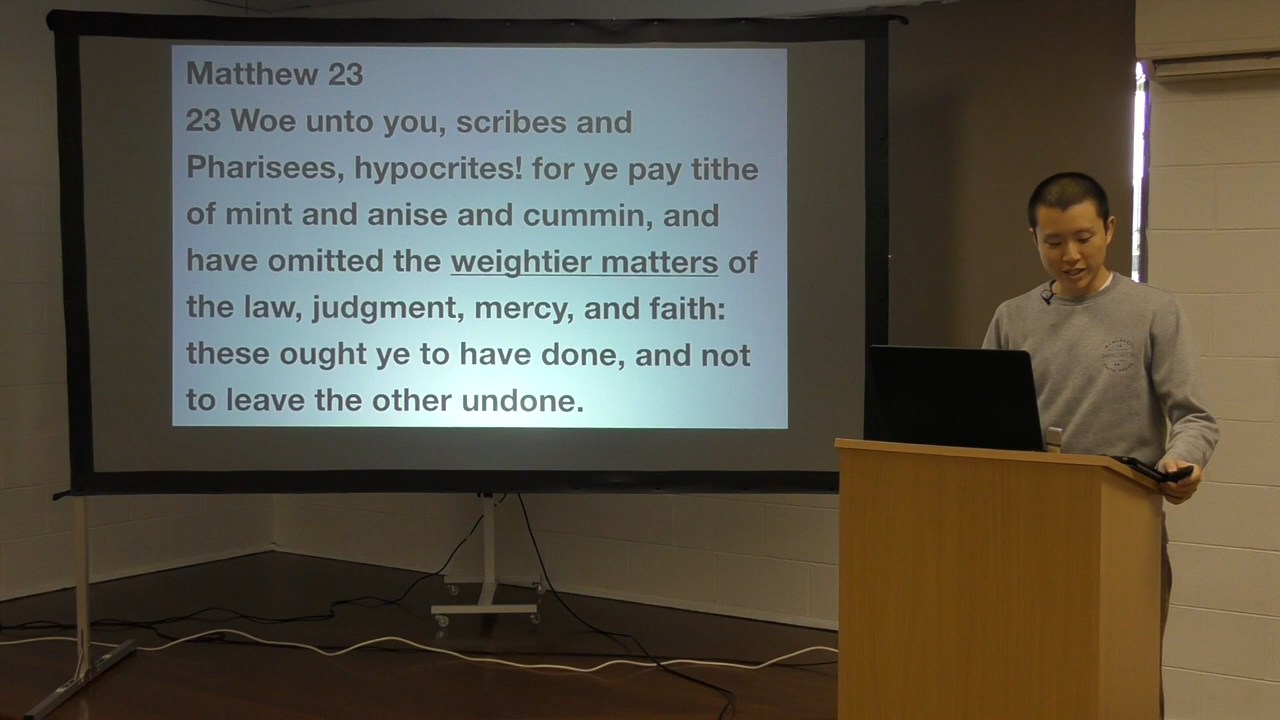 Matthew 23
23 Woe unto you, scribes and
Pharisees, hypocrites! for ye pay tithe
of mint and anise and cummin, and
have omitted the weightier matters of
the law, judgment, mercy, and faith:
these ought ye to have done, and not
to leave the other undone.